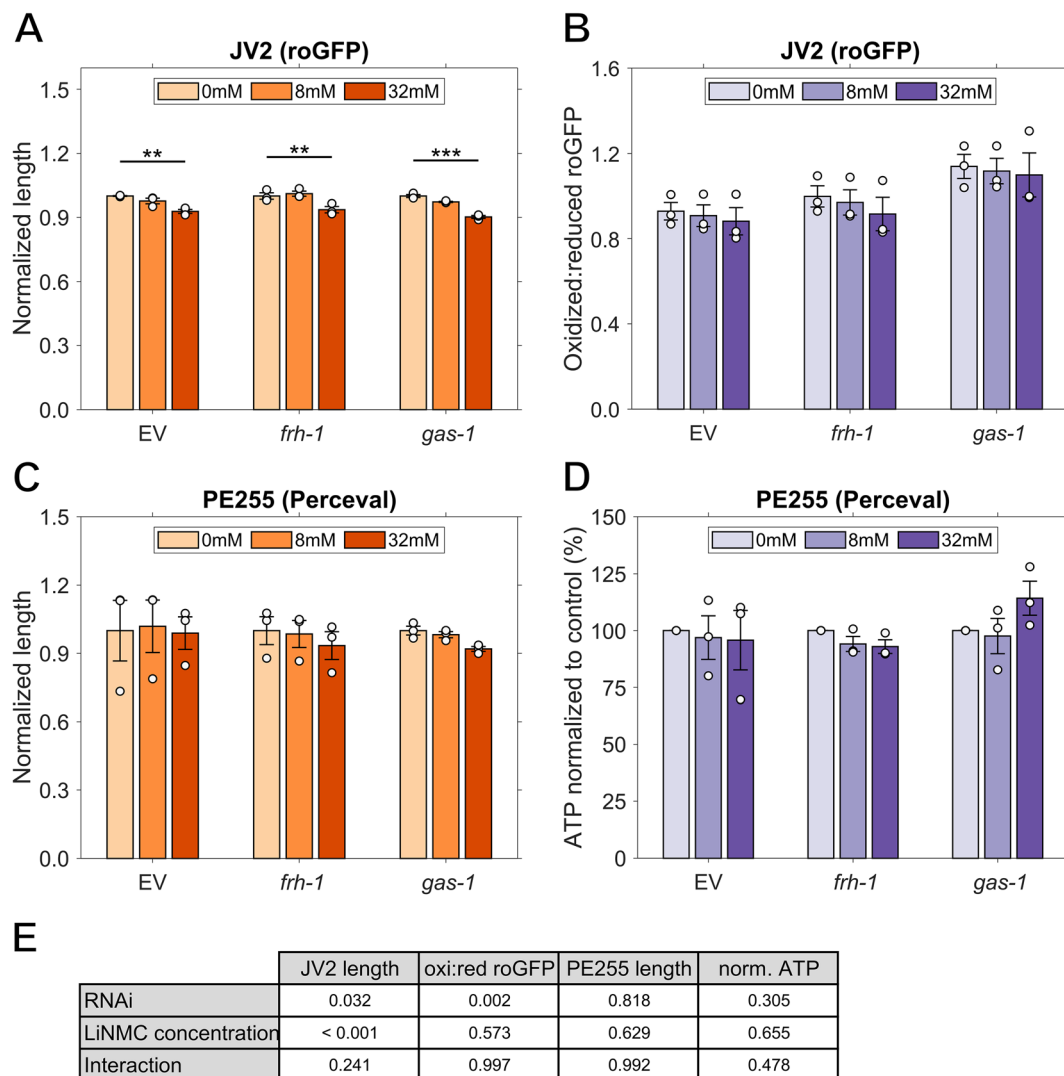 A
JV2 (roGFP)
0mM 8mM 32mM
Normalized length
1.5
1.2
0.9
0.6
0.3
0.0
** ** ***
EV frh-1 gas-1
B
JV2 (roGFP)
0mM 8mM 32mM
Oxidized:reduced roGFP
1.6
1.2
0.8
0.4
0.0
EV frh-1 gas-1
C
PE255 (Perceval)
0mM 8mM 32mM
Normalized length
1.5
1.2
0.9
0.6
0.3
0.0
EV frh-1 gas-1
D
PE255 (Perceval)
0mM 8mM 32mM
ATP normalized to control (%)
150
125
100
75
50
25
0
EV frh-1 gas-1
E
JV2 length oxi:red roGFP PE255 length norm. ATP
RNAi 0.032 0.002 0.818 0.305
LiNMC concentration < 0.001 0.573 0.629 0.655
Interaction 0.241 0.997 0.992 0.478